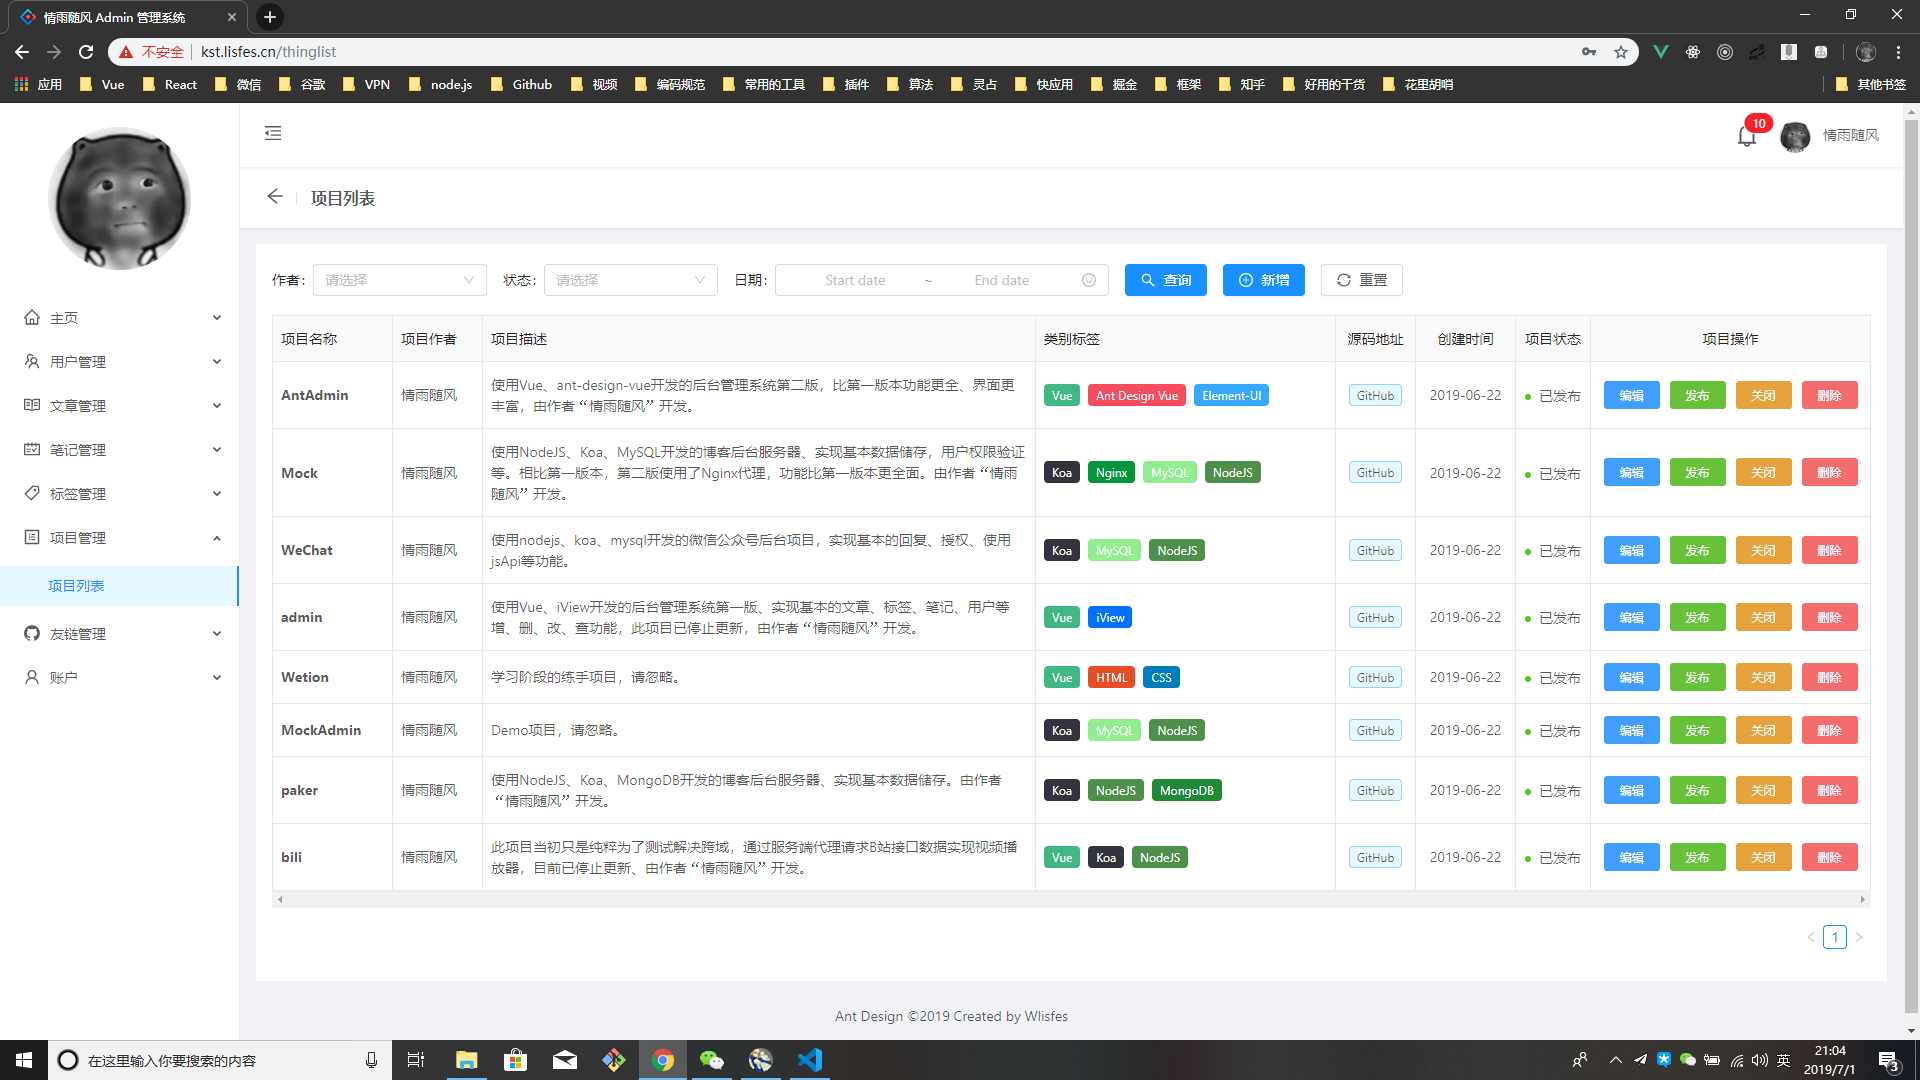 情雨随风 Admin 管理系统
不安全 kst.lisfes.cn/thinglist
应用 Vue React 微信 谷歌 VPN node.js Github 视频 编码规范 常用的工具 插件 算法 灵占 快应用 掘金 框架 知乎 好用的干货 花里胡哨 其他书签
10
情雨随风
项目列表
主页
用户管理
文章管理
笔记管理
标签管理
项目管理
项目列表
友链管理
账户
作者: 请选择 状态: 请选择 日期: Start date ~ End date 查询 新增 重置
项目名称 项目作者 项目描述 类别标签 源码地址 创建时间 项目状态 项目操作
AntAdmin 情雨随风 使用Vue、ant-design-vue开发的后台管理系统第二版，比第一版本功能更全、界面更
丰富，由作者“情雨随风”开发。 Vue Ant Design Vue Element-UI GitHub 2019-06-22 已发布 编辑 发布 关闭 删除
Mock 情雨随风 使用NodeJS、Koa、MySQL开发的博客后台服务器、实现基本数据储存，用户权限验证
等。相比第一版本，第二版使用了Nginx代理，功能比第一版本更全面。由作者“情雨
随风”开发。 Koa Nginx MySQL NodeJS GitHub 2019-06-22 已发布 编辑 发布 关闭 删除
WeChat 情雨随风 使用nodejs、koa、mysql开发的微信公众号后台项目，实现基本的回复、授权、使用
jsApi等功能。 Koa MySQL NodeJS GitHub 2019-06-22 已发布 编辑 发布 关闭 删除
admin 情雨随风 使用Vue、iView开发的后台管理系统第一版、实现基本的文章、标签、笔记、用户等
增、删、改、查功能，此项目已停止更新，由作者“情雨随风”开发。 Vue iView GitHub 2019-06-22 已发布 编辑 发布 关闭 删除
Wetion 情雨随风 学习阶段的练手项目，请忽略。 Vue HTML CSS GitHub 2019-06-22 已发布 编辑 发布 关闭 删除
MockAdmin 情雨随风 Demo项目，请忽略。 Koa MySQL NodeJS GitHub 2019-06-22 已发布 编辑 发布 关闭 删除
paker 情雨随风 使用NodeJS、Koa、MongoDB开发的博客后台服务器、实现基本数据储存。由作者
“情雨随风”开发。 Koa NodeJS MongoDB GitHub 2019-06-22 已发布 编辑 发布 关闭 删除
bili 情雨随风 此项目当初只是纯粹为了测试解决跨域，通过服务端代理请求B站接口数据实现视频播
放器，目前已停止更新、由作者“情雨随风”开发。 Vue Koa NodeJS GitHub 2019-06-22 已发布 编辑 发布 关闭 删除
1
Ant Design ©2019 Created by Wlisfes
在这里输入你要搜索的内容
英
21:04
2019/7/1
3